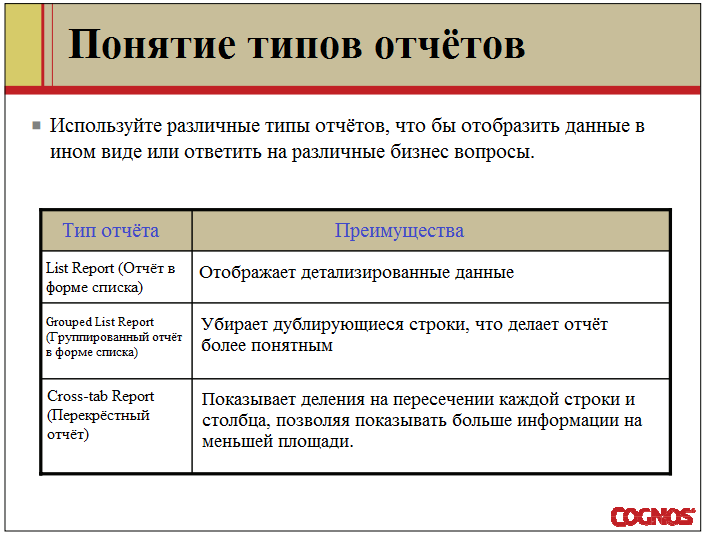 Понятие типов отчётов
Используйте различные типы отчётов, что бы отобразить данные в
ином виде или ответить на различные бизнес вопросы.
Тип отчёта
Преимущества
List Report (Отчёт в
форме списка)
Отображает детализированные данные
Grouped List Report
(Группированный отчёт
в форме списка)
Убирает дублирующиеся строки, что делает отчёт
более понятным
Cross-tab Report
(Перекрёстный
отчёт)
Показывает деления на пересечении каждой строки и
столбца, позволяя показывать больше информации на
меньшей площади.
COGNOS